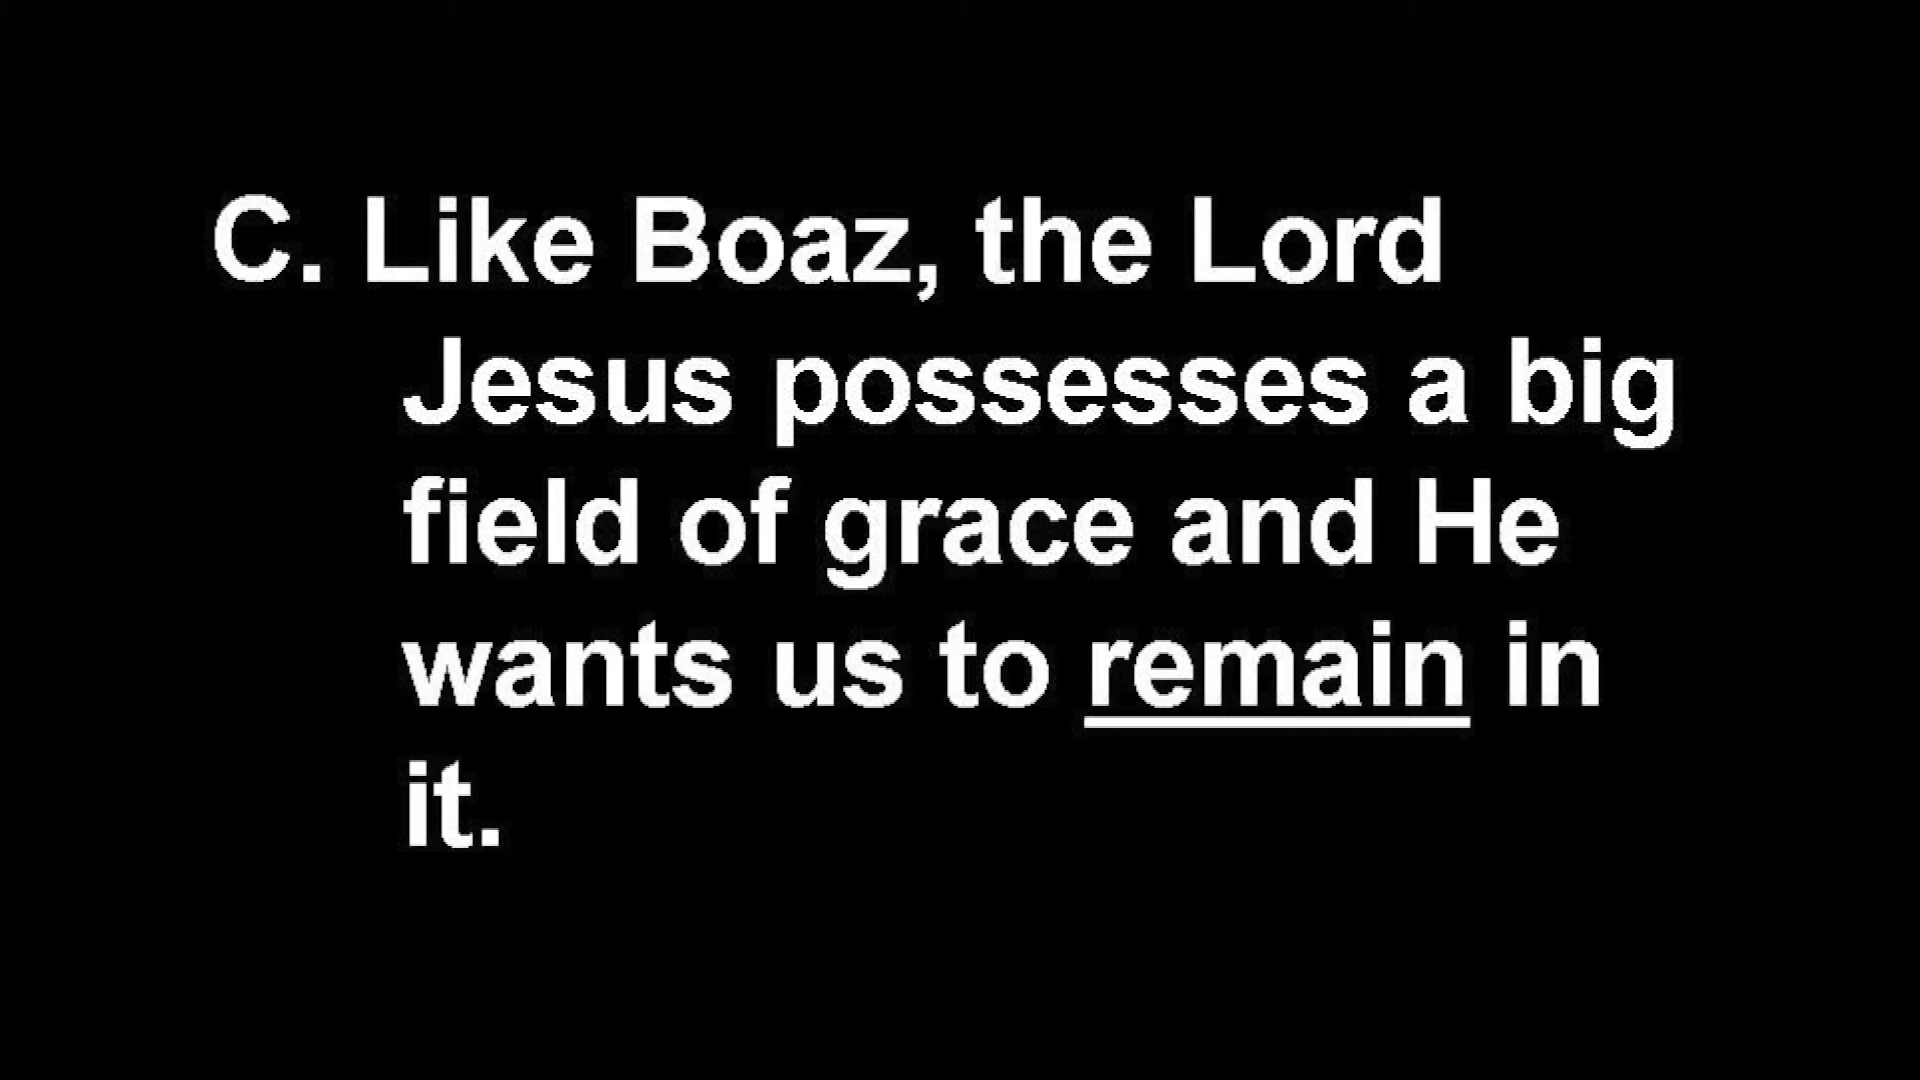 C. Like Boaz, the Lord
Jesus possesses a big
field of grace and He
wants us to remain in
it.